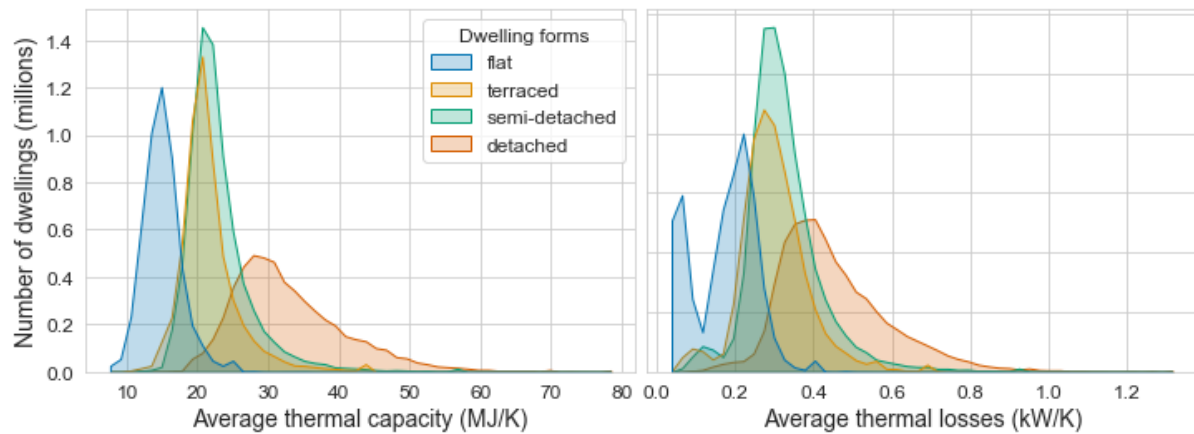 Number of dwellings (millions)
1.4
1.2
1.0
0.8
0.6
0.4
0.2
0.0
Dwelling forms
flat
terraced
semi-detached
detached
10 20 30 40 50 60 70 80
Average thermal capacity (MJ/K)
0.0 0.2 0.4 0.6 0.8 1.0 1.2
Average thermal losses (kW/K)